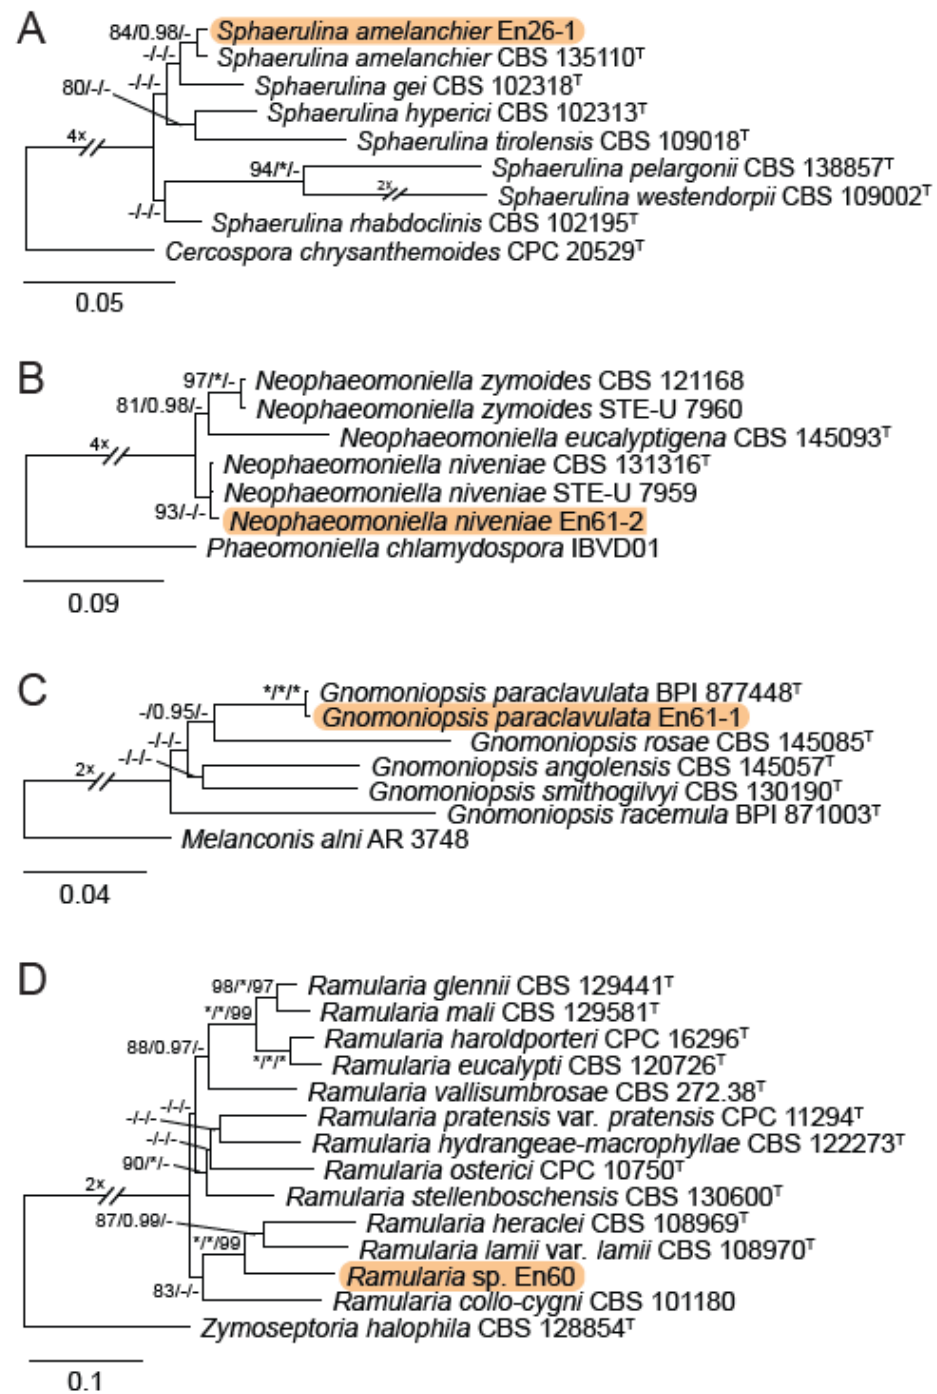 A
84/0.98/-
Sphaerulina amelanchier En26-1
-/-/-
Sphaerulina amelanchier CBS 135110ᵀ
-/-/-
Sphaerulina gei CBS 102318ᵀ
80/-/-
Sphaerulina hyperici CBS 102313ᵀ
4x
Sphaerulina tirolensis CBS 109018ᵀ
94/*/-
Sphaerulina pelargonii CBS 138857ᵀ
2x
Sphaerulina westendorpii CBS 109002ᵀ
-/-/-
Sphaerulina rhabdoclinis CBS 102195ᵀ
Cercospora chrysanthemoides CPC 20529ᵀ
0.05
B
97/*/-
Neophaeomoniella zymoides CBS 121168
81/0.98/-
Neophaeomoniella zymoides STE-U 7960
Neophaeomoniella eucalyptigena CBS 145093ᵀ
4x
Neophaeomoniella niveniae CBS 131316ᵀ
Neophaeomoniella niveniae STE-U 7959
93/-/-
Neophaeomoniella niveniae En61-2
Phaeomoniella chlamydospora IBVD01
0.09
C
*/*/*
Gnomoniopsis paraclavulata BPI 877448ᵀ
-/0.95/-
Gnomoniopsis paraclavulata En61-1
-/-/-
Gnomoniopsis rosae CBS 145085ᵀ
-/-/-
Gnomoniopsis angolensis CBS 145057ᵀ
2x
Gnomoniopsis smithogilvyi CBS 130190ᵀ
Gnomoniopsis racemula BPI 871003ᵀ
Melanconis alni AR 3748
0.04
D
98/*/97
Ramularia glennii CBS 129441ᵀ
*/*/99
Ramularia mali CBS 129581ᵀ
Ramularia haroldporteri CPC 16296ᵀ
88/0.97/-
*/*/*
Ramularia eucalypti CBS 120726ᵀ
Ramularia vallisumbrosae CBS 272.38ᵀ
-/-/-
-/-/-
Ramularia pratensis var. pratensis CPC 11294ᵀ
-/-/-
Ramularia hydrangeae-macrophyllae CBS 122273ᵀ
90/*/-
Ramularia osterici CPC 10750ᵀ
2x
Ramularia stellenboschensis CBS 130600ᵀ
87/0.99/-
Ramularia heraclei CBS 108969ᵀ
*/*/99
Ramularia lamii var. lamii CBS 108970ᵀ
Ramularia sp. En60
83/-/-
Ramularia collo-cygni CBS 101180
Zymoseptoria halophila CBS 128854ᵀ
0.1